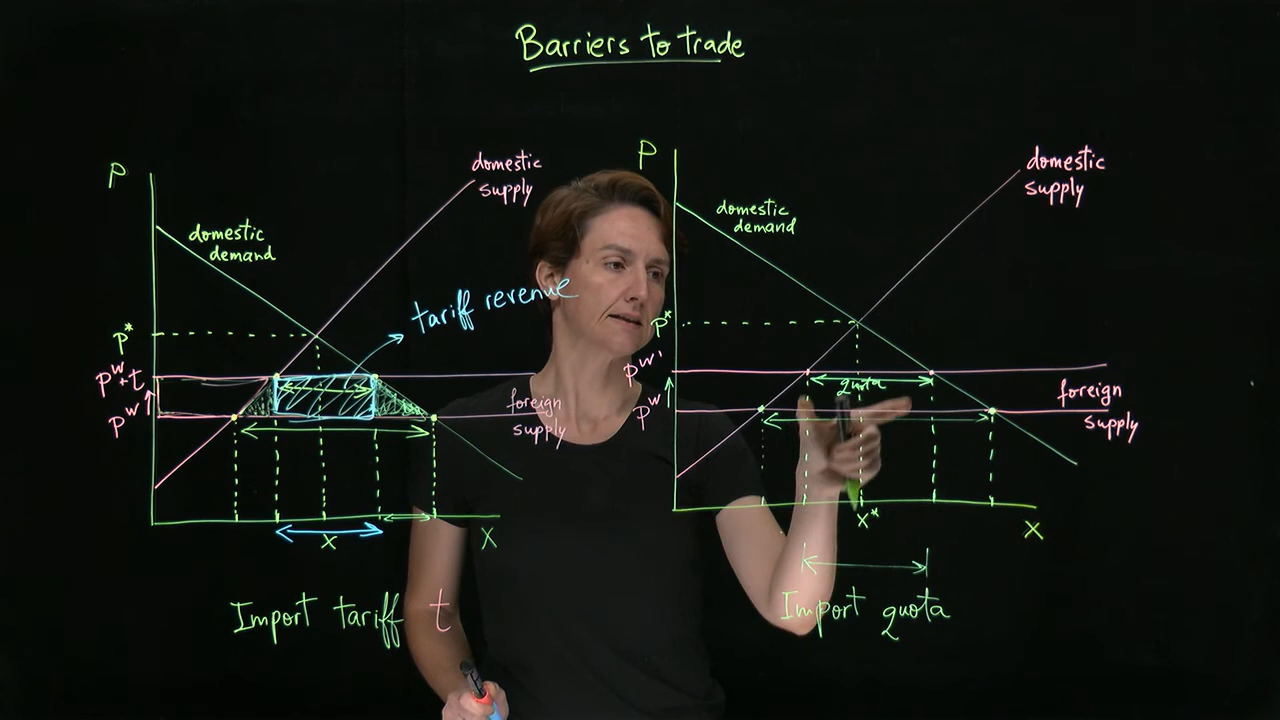 Barriers to trade
P
domestic
supply
domestic
demand
tariff revenue
P*
P^w+t
P^w
foreign
supply
X
X
Import tariff t
P
domestic
supply
domestic
demand
P*
P^w'
P^w
quota
foreign
supply
X*
X
Import quota